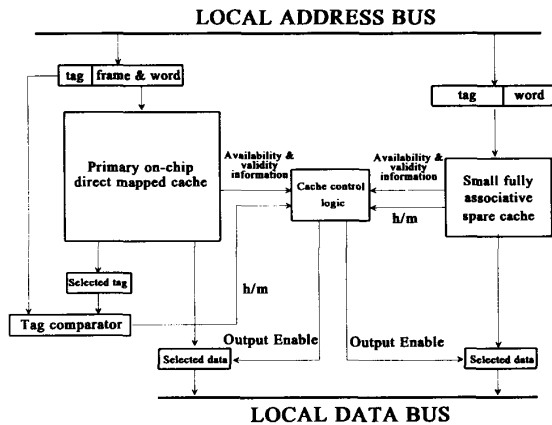 LOCAL ADDRESS BUS
tag frame & word
tag word
Primary on-chip
direct mapped cache
Availability &
validity
information
Cache control
logic
Availability &
validity
information
h/m
Small fully
associative
spare cache
Selected tag
h/m
Tag comparator
Output Enable
Output Enable
Selected data
Selected data
LOCAL DATA BUS